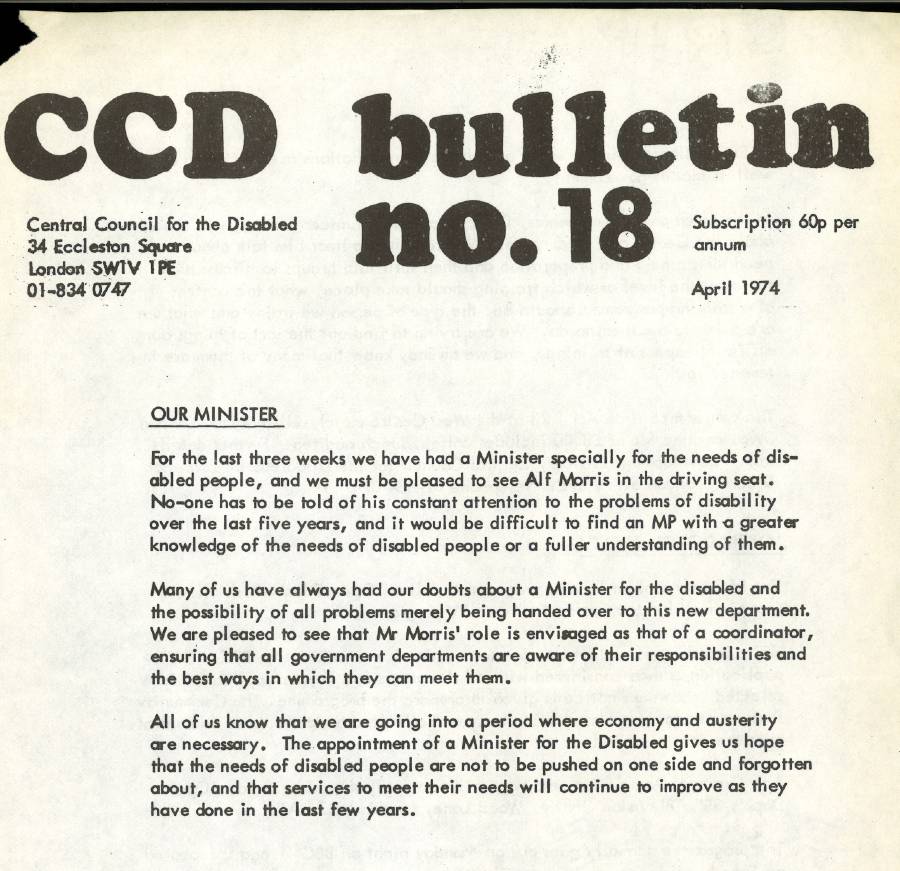 CCD bulletin
no. 18
Central Council for the Disabled
34 Eccleston Square
London SW1V 1PE
01-834 0747
Subscription 60p per
annum
April 1974
OUR MINISTER
For the last three weeks we have had a Minister specially for the needs of dis-
abled people, and we must be pleased to see Alf Morris in the driving seat.
No-one has to be told of his constant attention to the problems of disability
over the last five years, and it would be difficult to find an MP with a greater
knowledge of the needs of disabled people or a fuller understanding of them.
Many of us have always had our doubts about a Minister for the disabled and
the possibility of all problems merely being handed over to this new department.
We are pleased to see that Mr Morris' role is envisaged as that of a coordinator,
ensuring that all government departments are aware of their responsibilities and
the best ways in which they can meet them.
All of us know that we are going into a period where economy and austerity
are necessary. The appointment of a Minister for the Disabled gives us hope
that the needs of disabled people are not to be pushed on one side and forgotten
about, and that services to meet their needs will continue to improve as they
have done in the last few years.